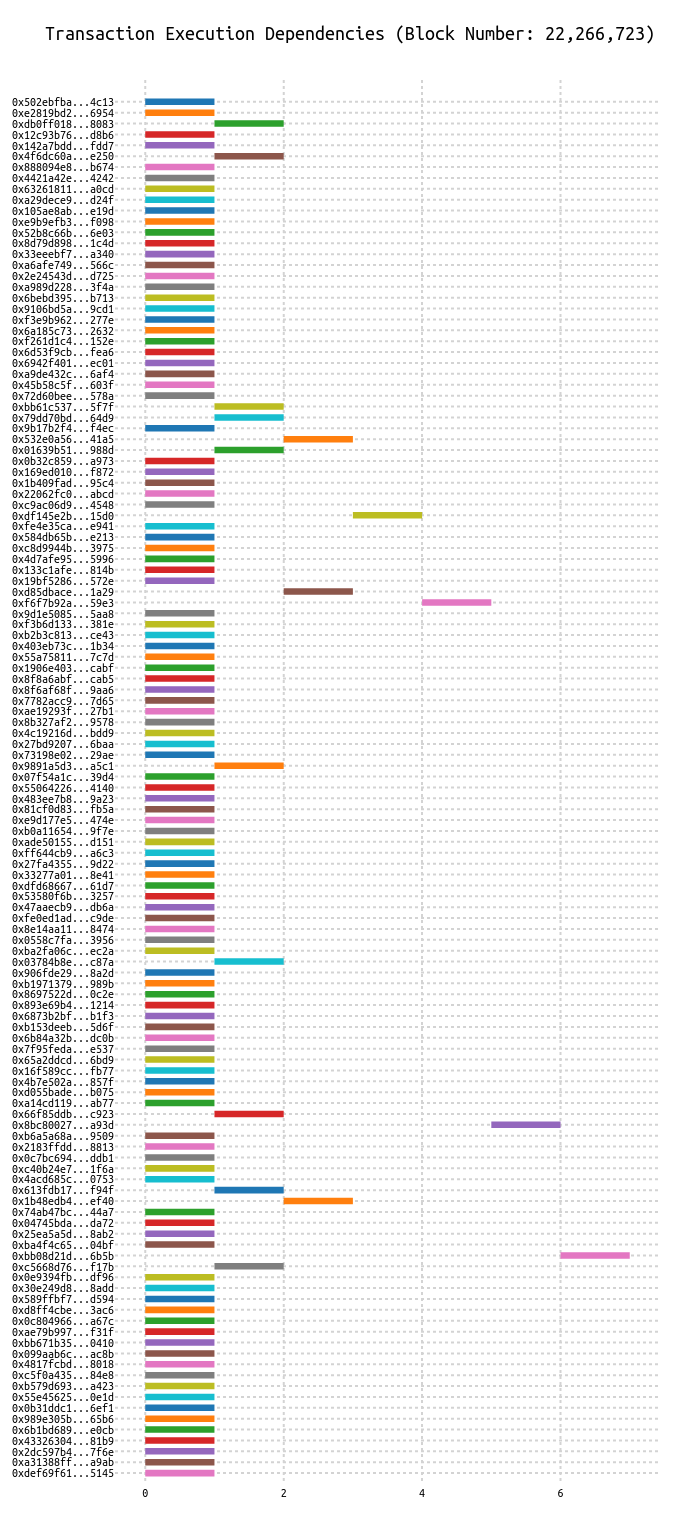 Transaction Execution Dependencies (Block Number: 22,266,723)
0x502ebfba...4c13
0xe2819bd2...6954
0xdb0ff018...8083
0x12c93b76...d8b6
0x142a7bdd...fdd7
0x4f6dc60a...e250
0x888094e8...b674
0x4421a42e...4242
0x63261811...a0cd
0xa29dece9...d24f
0x105ae8ab...e19d
0xe9b9efb3...f098
0x52b8c66b...6e03
0x8d79d898...1c4d
0x33eeebf7...a340
0xa6afe749...566c
0x2e24543d...d725
0xa989d228...3f4a
0x6bebd395...b713
0x9106bd5a...9cd1
0xf3e9b962...277e
0x6a185c73...2632
0xf261d1c4...152e
0x6d53f9cb...fea6
0x6942f401...ec01
0xa9de432c...6af4
0x45b58c5f...603f
0x72d60bee...578a
0xbb61c537...5f7f
0x79dd70bd...64d9
0x9b17b2f4...f4ec
0x532e0a56...41a5
0x01639b51...988d
0x0b32c859...a973
0x169ed010...f872
0x1b409fad...95c4
0x22062fc0...abcd
0xc9ac06d9...4548
0xdf145e2b...15d0
0xfe4e35ca...e941
0x584db65b...e213
0xc8d9944b...3975
0x4d7afe95...5996
0x133c1afe...814b
0x19bf5286...572e
0xd85dbace...1a29
0xf6f7b92a...59e3
0x9d1e5085...5aa8
0xf3b6d133...381e
0xb2b3c813...ce43
0x403eb73c...1b34
0x55a75811...7c7d
0x1906e403...cabf
0x8f8a6abf...cab5
0x8f6af68f...9aa6
0x7782acc9...7d65
0xae19293f...27b1
0x8b327af2...9578
0x4c19216d...bdd9
0x27bd9207...6baa
0x73198e02...29ae
0x9891a5d3...a5c1
0x07f54a1c...39d4
0x55064226...4140
0x483ee7b8...9a23
0x81cf0d83...fb5a
0xe9d177e5...474e
0xb0a11654...9f7e
0xade50155...d151
0xff644cb9...a6c3
0x27fa4355...9d22
0x33277a01...8e41
0xdfd68667...61d7
0x53580f6b...3257
0x47aaecb9...db6a
0xfe0ed1ad...c9de
0x8e14aa11...8474
0x0558c7fa...3956
0xba2fa06c...ec2a
0x03784b8e...c87a
0x906fde29...8a2d
0xb1971379...989b
0x8697522d...0c2e
0x893e69b4...1214
0x6873b2bf...b1f3
0xb153deeb...5d6f
0x6b84a32b...dc0b
0x7f95feda...e537
0x65a2ddcd...6bd9
0x16f589cc...fb77
0x4b7e502a...857f
0xd055bade...b075
0xa14cd119...ab77
0x66f85ddb...c923
0x8bc80027...a93d
0xb6a5a68a...9509
0x2183ffdd...8813
0x0c7bc694...ddb1
0xc40b24e7...1f6a
0x4acd685c...0753
0x613fdb17...f94f
0x1b48edb4...ef40
0x74ab47bc...44a7
0x04745bda...da72
0x25ea5a5d...8ab2
0xba4f4c65...04bf
0xbb08d21d...6b5b
0xc5668d76...f17b
0x0e9394fb...df96
0x30e249d8...8add
0x589ffbf7...d594
0xd8ff4cbe...3ac6
0x0c804966...a67c
0xae79b997...f31f
0xbb671b35...0410
0x099aab6c...ac8b
0x4817fcbd...8018
0xc5f0a435...84e8
0xb579d693...a423
0x55e45625...0e1d
0x0b31ddc1...6ef1
0x989e305b...65b6
0x6b1bd689...e0cb
0x43326304...81b9
0x2dc597b4...7f6e
0xa31388ff...a9ab
0xdef69f61...5145
0 2 4 6